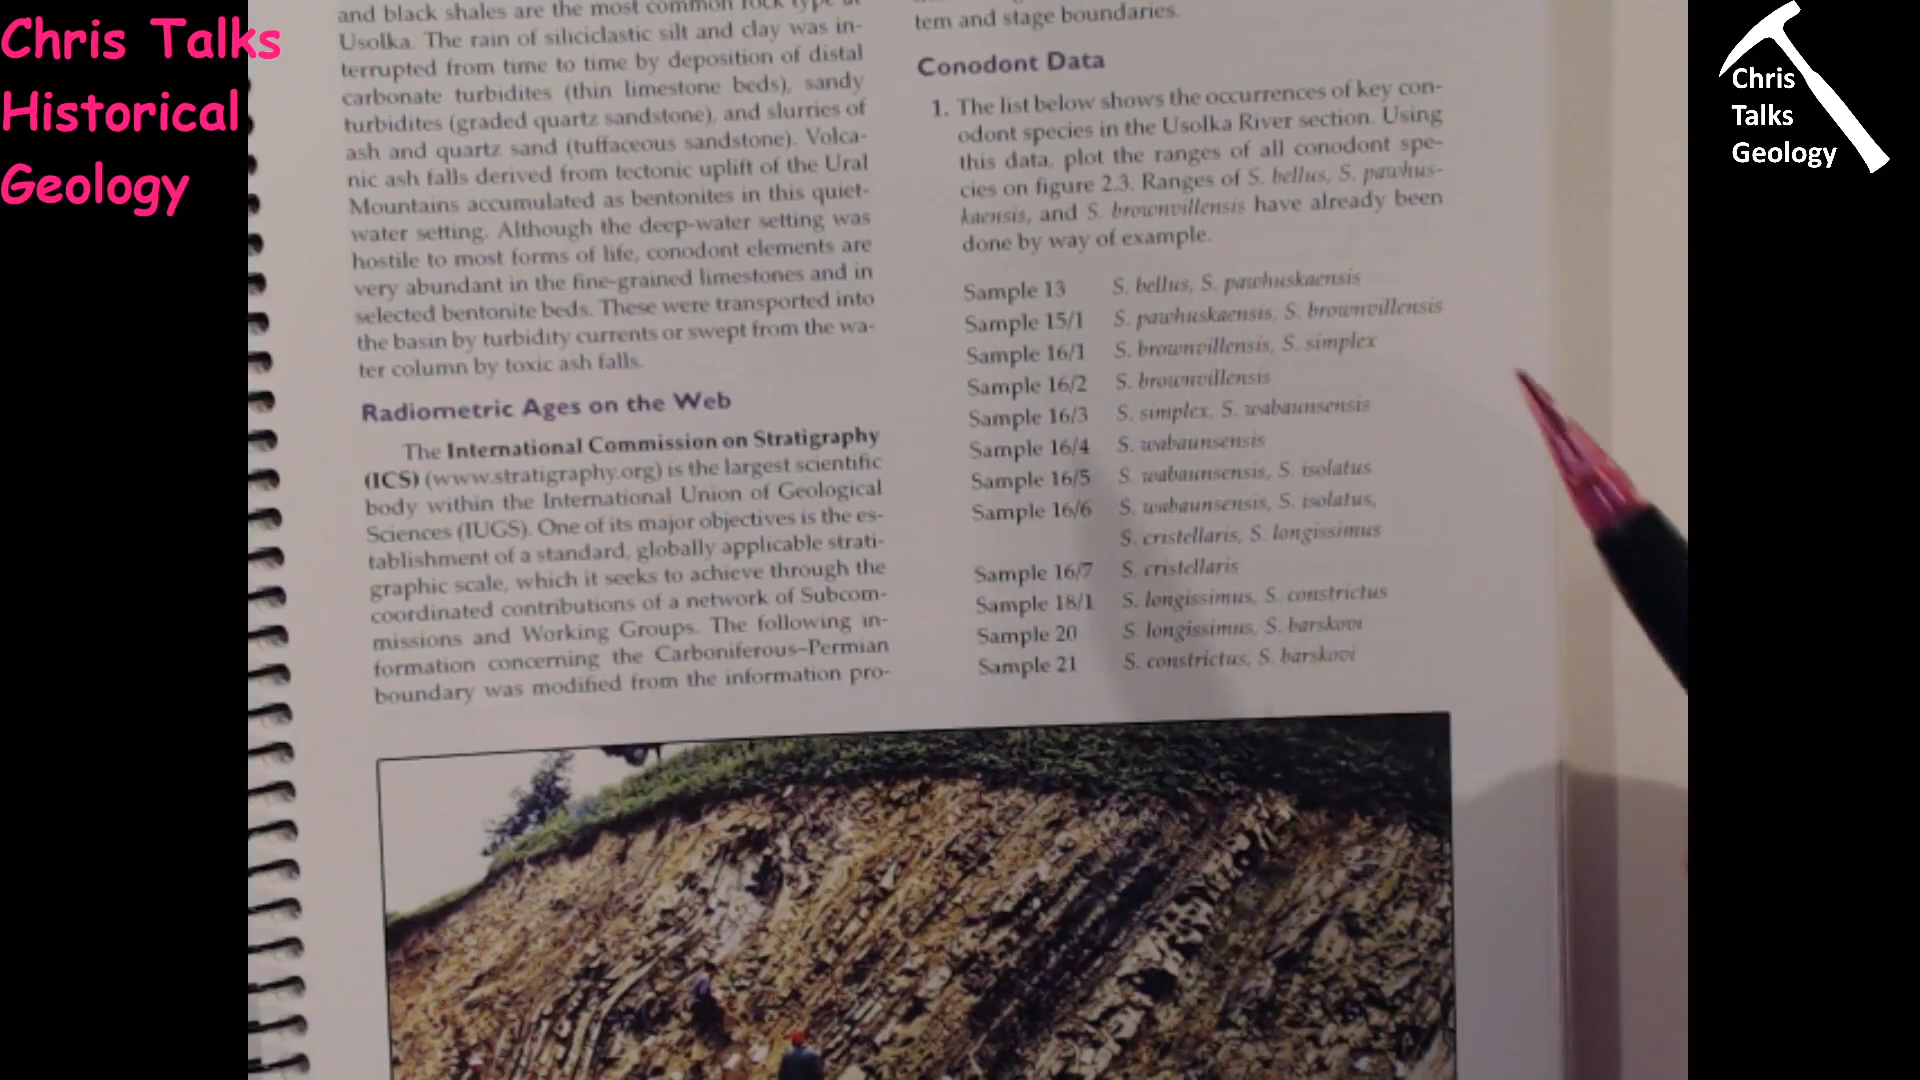 Chris Talks
Historical
Geology
Chris
Talks
Geology
and black shales are the most common rock type at
Usolka. The rain of siliciclastic silt and clay was in-
terrupted from time to time by deposition of distal
carbonate turbidites (thin limestone beds), sandy
turbidites (graded quartz sandstone), and slurries of
ash and quartz sand (tuffaceous sandstone). Volca-
nic ash falls derived from tectonic uplift of the Ural
Mountains accumulated as bentonites in this quiet-
water setting. Although the deep-water setting was
hostile to most forms of life, conodont elements are
very abundant in the fine-grained limestones and in
selected bentonite beds. These were transported into
the basin by turbidity currents or swept from the wa-
ter column by toxic ash falls.
Radiometric Ages on the Web
The International Commission on Stratigraphy
(ICS) (www.stratigraphy.org) is the largest scientific
body within the International Union of Geological
Sciences (IUGS). One of its major objectives is the es-
tablishment of a standard, globally applicable strati-
graphic scale, which it seeks to achieve through the
coordinated contributions of a network of Subcom-
missions and Working Groups. The following in-
formation concerning the Carboniferous–Permian
boundary was modified from the information pro-
tem and stage boundaries.
Conodont Data
1. The list below shows the occurrences of key con-
odont species in the Usolka River section. Using
this data, plot the ranges of all conodont spe-
cies on figure 2.3. Ranges of S. bellus, S. pawhus-
kaensis, and S. brownvillensis have already been
done by way of example.
Sample 13 S. bellus, S. pawhuskaensis
Sample 15/1 S. pawhuskaensis, S. brownvillensis
Sample 16/1 S. brownvillensis, S. simplex
Sample 16/2 S. brownvillensis
Sample 16/3 S. simplex, S. wabaunsensis
Sample 16/4 S. wabaunsensis
Sample 16/5 S. wabaunsensis, S. isolatus
Sample 16/6 S. wabaunsensis, S. isolatus,
S. cristellaris, S. longissimus
Sample 16/7 S. cristellaris
Sample 18/1 S. longissimus, S. constrictus
Sample 20 S. longissimus, S. barskovi
Sample 21 S. constrictus, S. barskovi